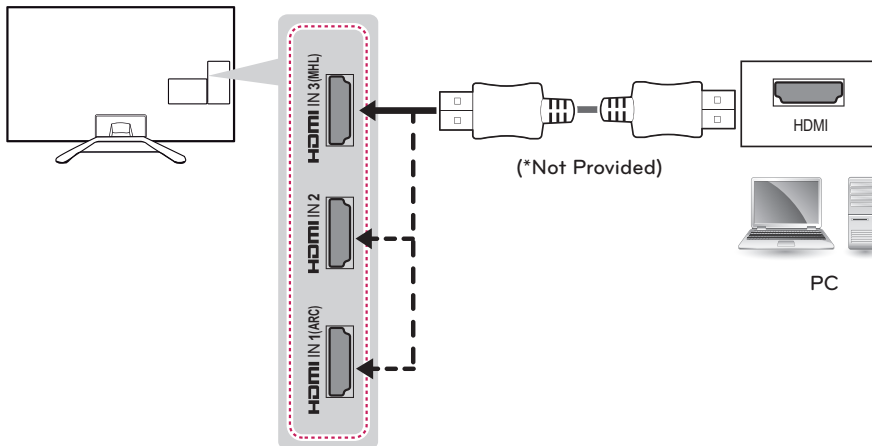 HDMI IN 3(MHL)
HDMI IN 2
HDMI IN 1(ARC)
(*Not Provided)
HDMI
PC